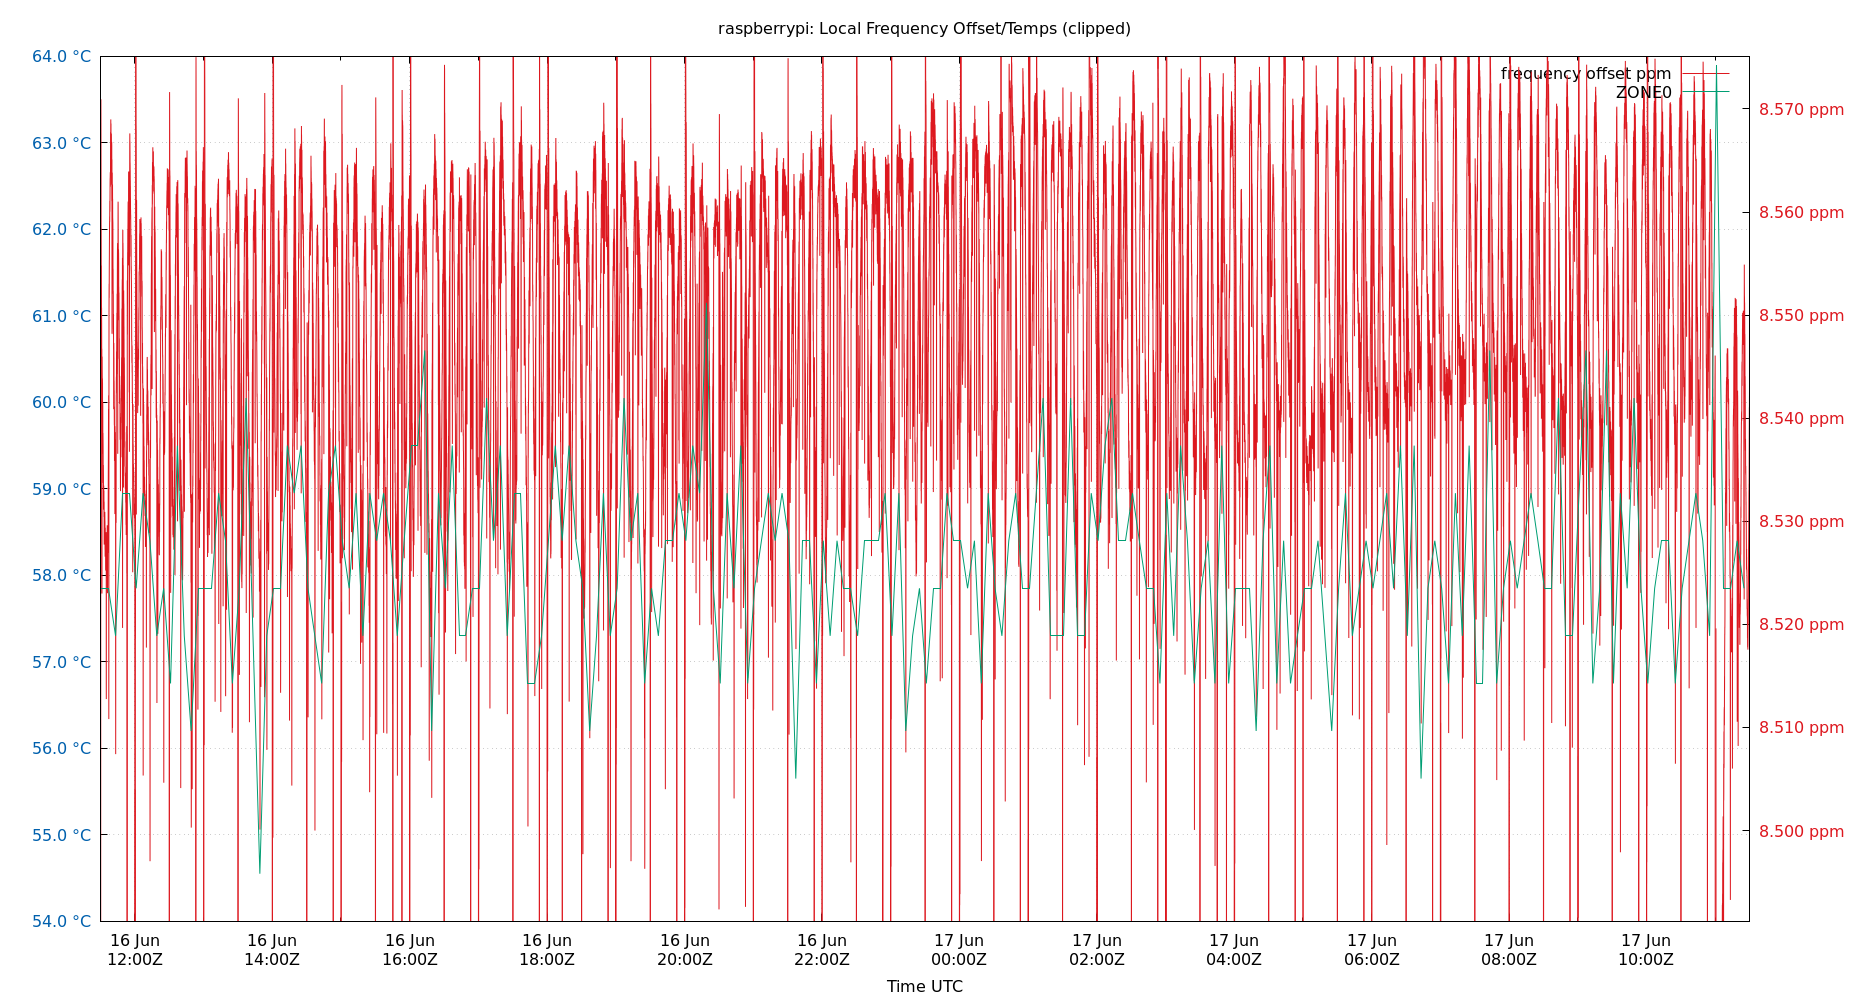 raspberrypi: Local Frequency Offset/Temps (clipped)
64.0 °C
63.0 °C
62.0 °C
61.0 °C
60.0 °C
59.0 °C
58.0 °C
57.0 °C
56.0 °C
55.0 °C
54.0 °C
frequency offset ppm
ZONE0
8.570 ppm
8.560 ppm
8.550 ppm
8.540 ppm
8.530 ppm
8.520 ppm
8.510 ppm
8.500 ppm
16 Jun 16 Jun 16 Jun 16 Jun 16 Jun 16 Jun 17 Jun 17 Jun 17 Jun 17 Jun 17 Jun 17 Jun
12:00Z 14:00Z 16:00Z 18:00Z 20:00Z 22:00Z 00:00Z 02:00Z 04:00Z 06:00Z 08:00Z 10:00Z
Time UTC